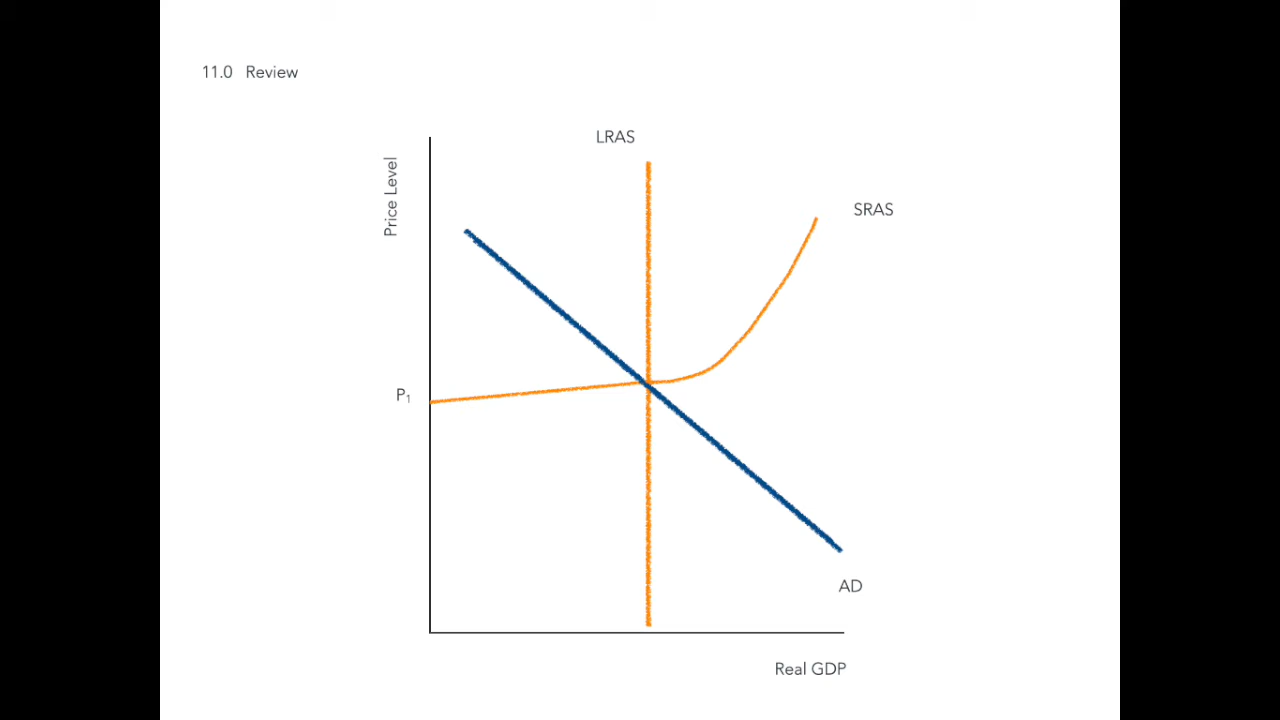 11.0 Review
LRAS
Price Level
SRAS
P₁
AD
Real GDP